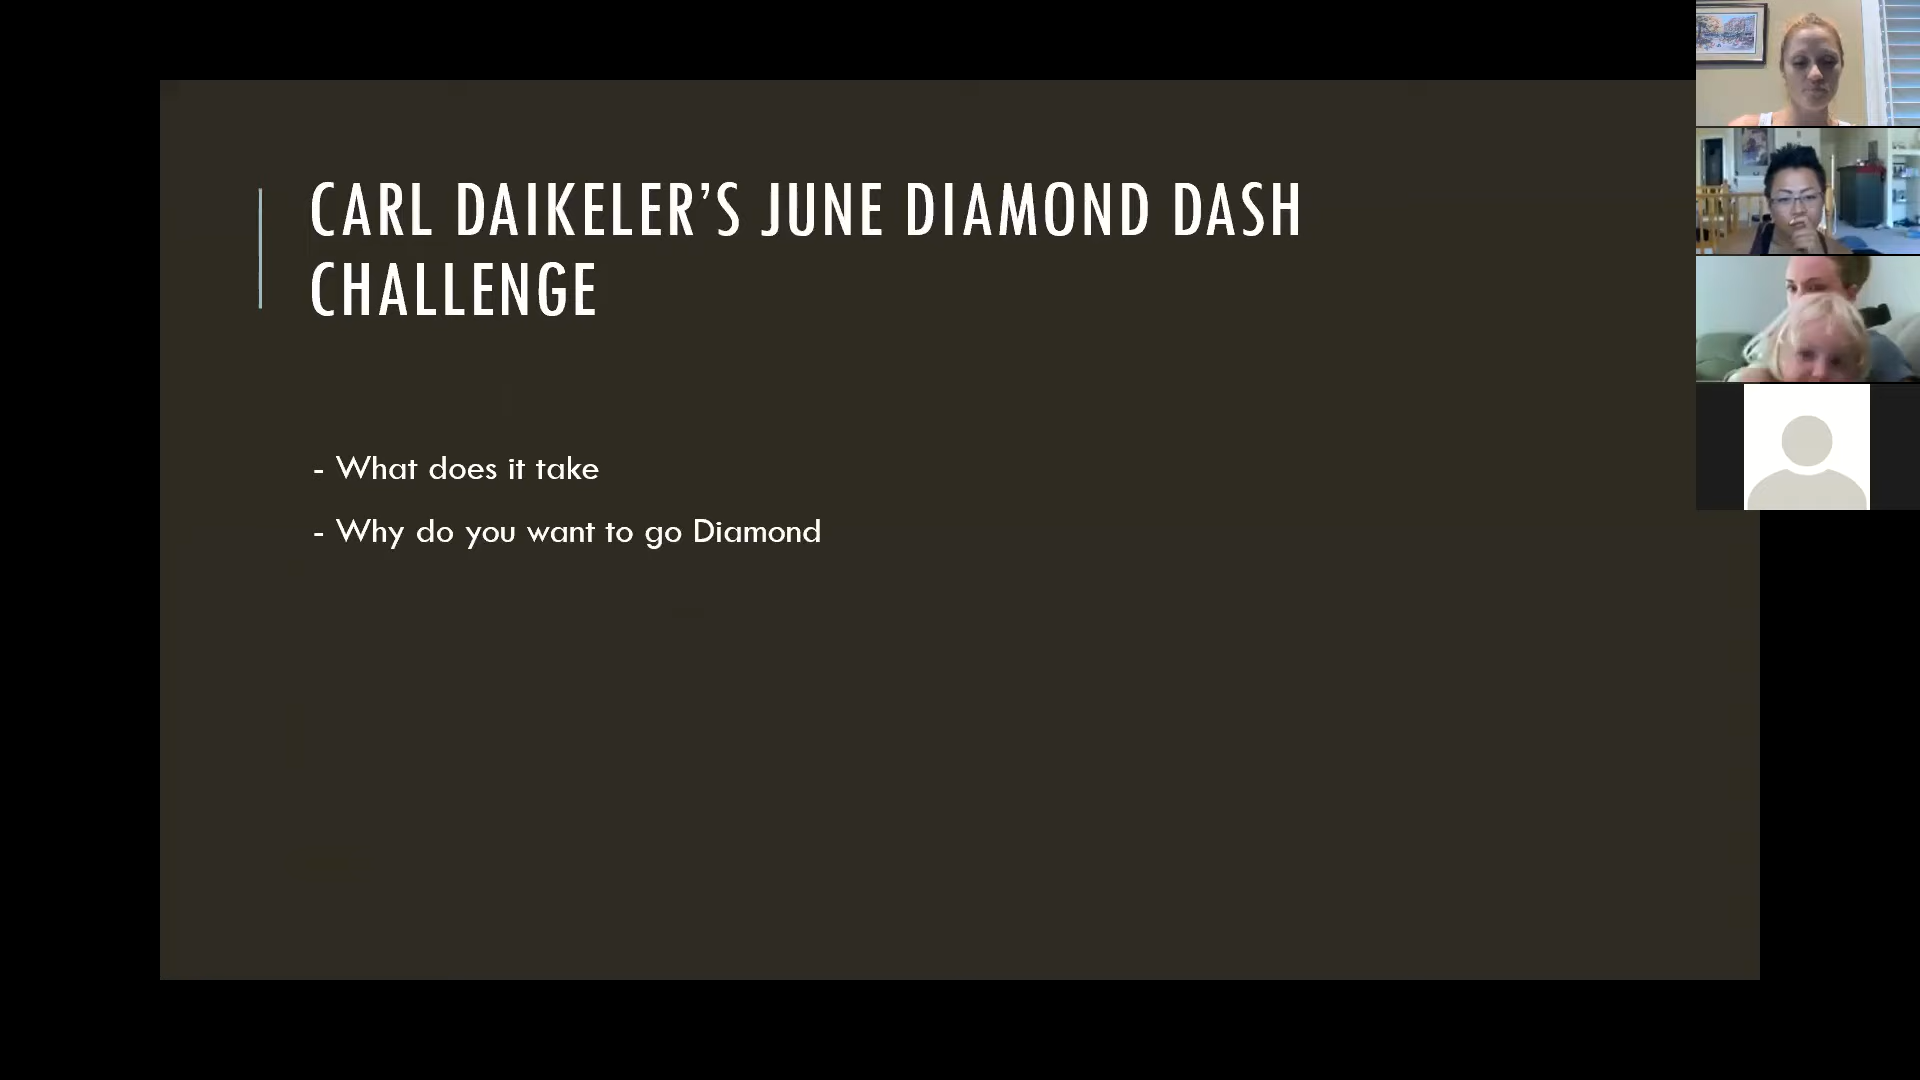 CARL DAIKELER’S JUNE DIAMOND DASH
CHALLENGE
- What does it take
- Why do you want to go Diamond